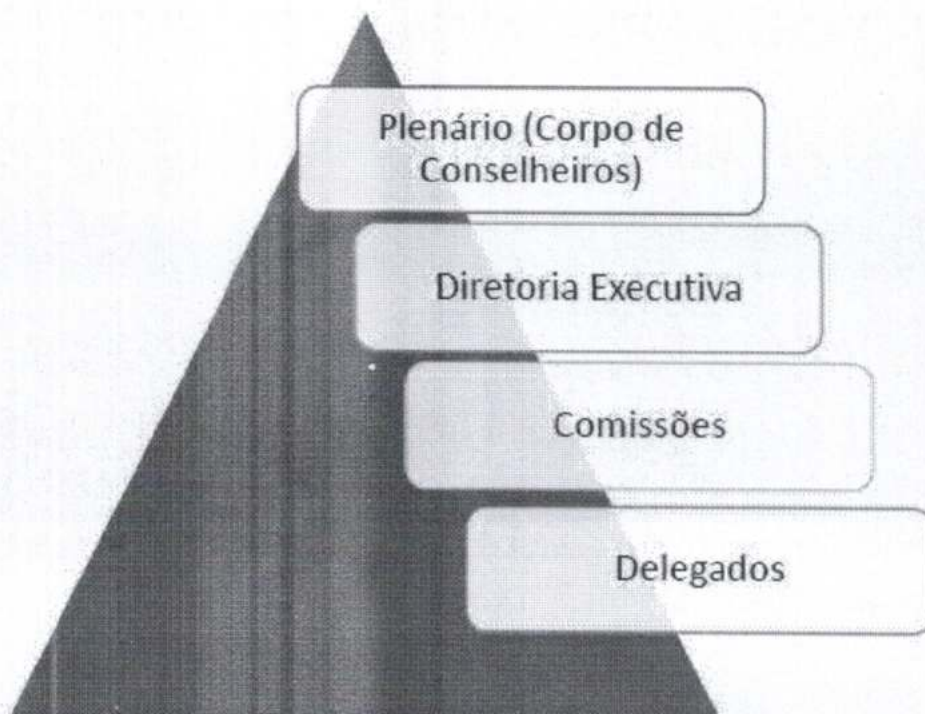 Plenário (Corpo de
Conselheiros)
Diretoria Executiva
Comissões
Delegados